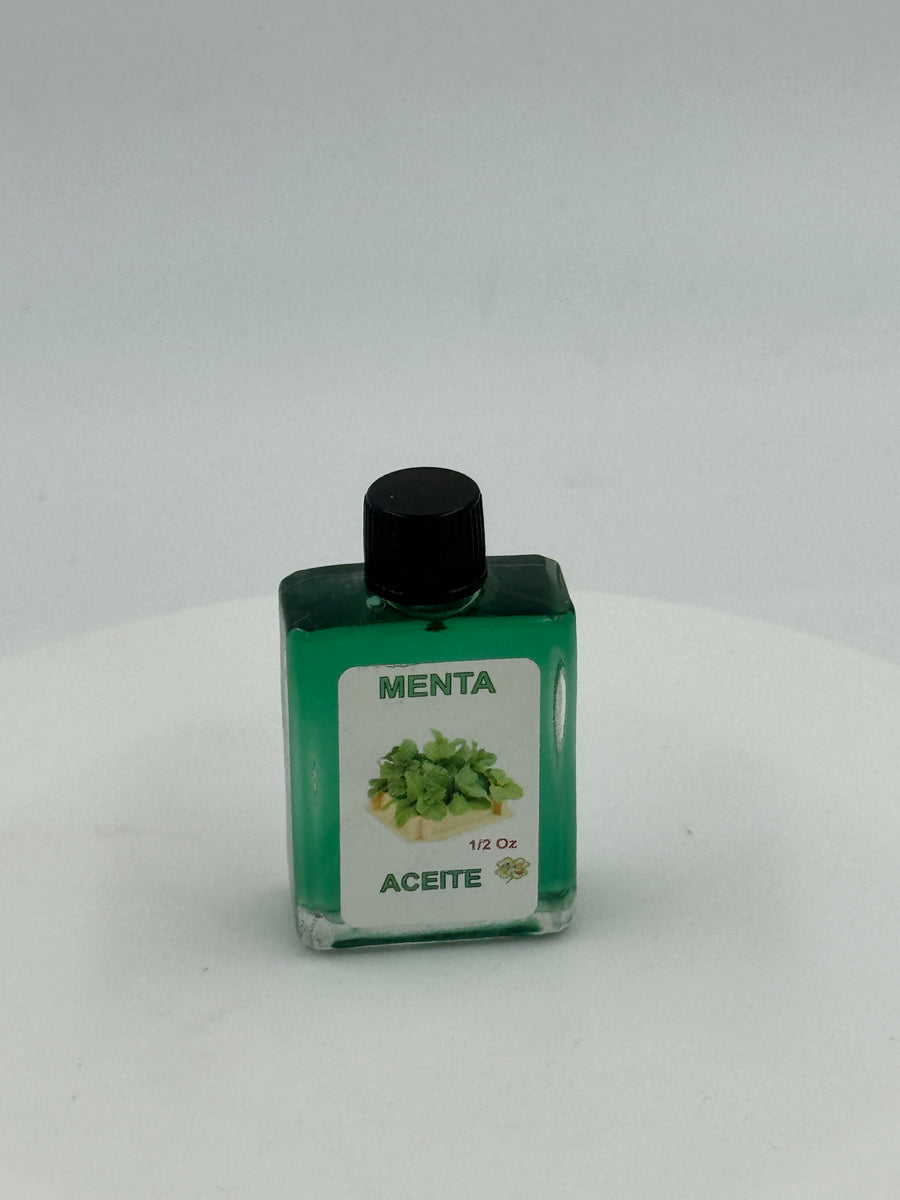 MENTA
1/2 Oz
ACEITE